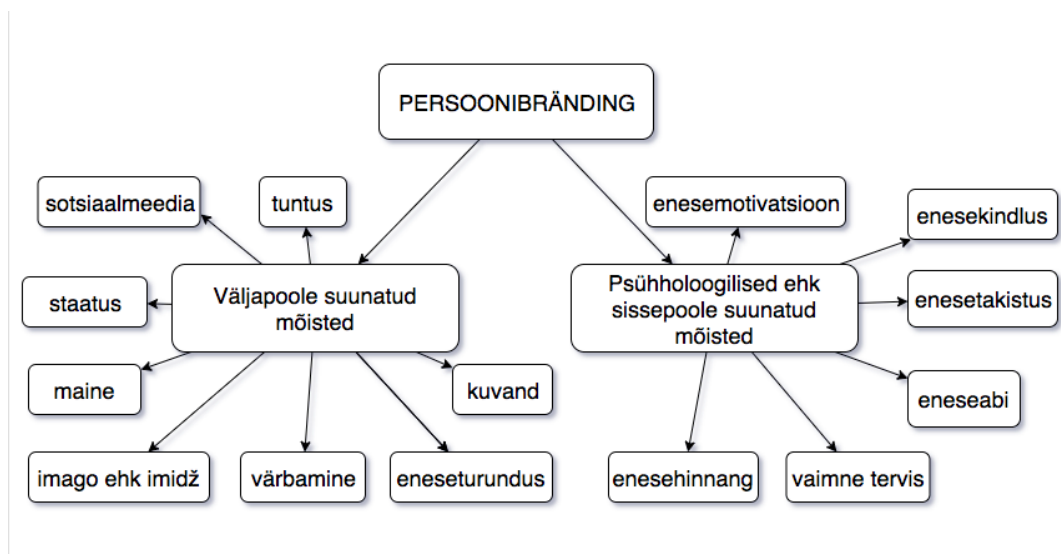 PERSOONIBRÄNDING
sotsiaalmeedia
tuntus
enesemotivatsioon
enesekindlus
staatus
Väljapoole suunatud
mõisted
Psühholoogilised ehk
sissepoole suunatud
mõisted
enesetakistus
maine
kuvand
eneseabi
imago ehk imidž
värbamine
eneseturundus
enesehinnang
vaimne tervis